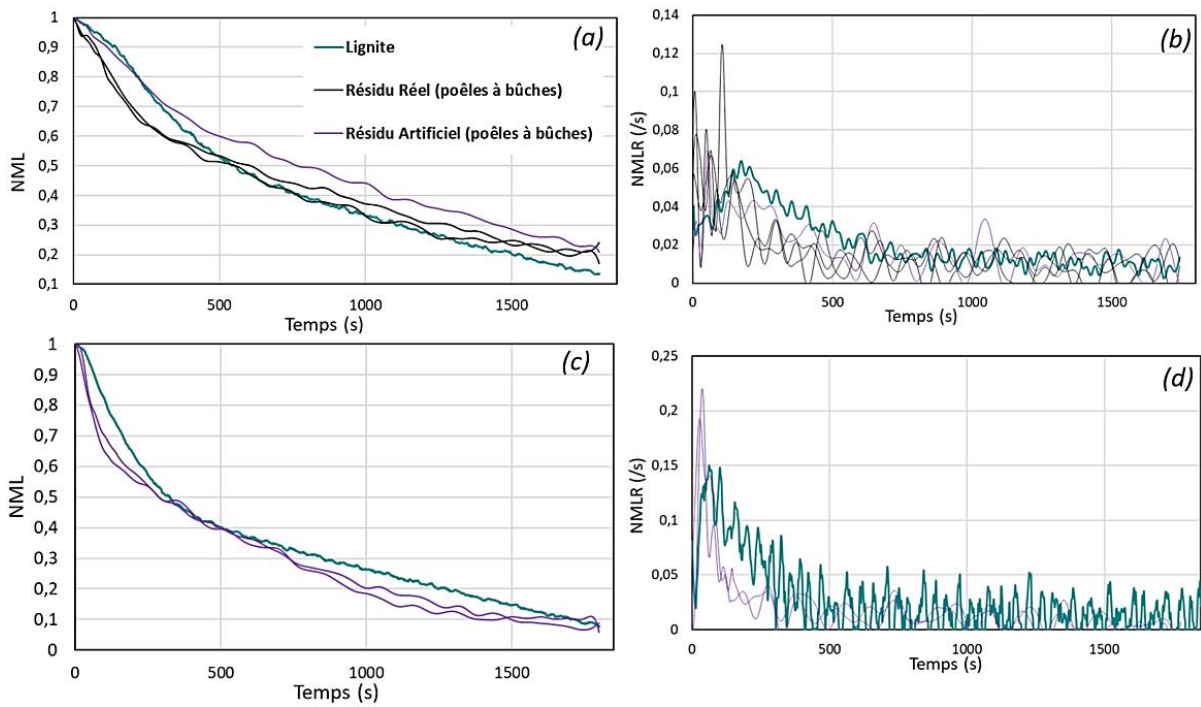 (a)
NML
1
0,9
0,8
0,7
0,6
0,5
0,4
0,3
0,2
0,1
Lignite
Résidu Réel (poêles à bûches)
Résidu Artificiel (poêles à bûches)
0 500 1000 1500
Temps (s)
(b)
NMLR (/s)
0,14
0,12
0,1
0,08
0,06
0,04
0,02
0
0 500 1000 1500
Temps (s)
(c)
NML
1
0,9
0,8
0,7
0,6
0,5
0,4
0,3
0,2
0,1
0
0 500 1000 1500
Temps (s)
(d)
NMLR (/s)
0,25
0,2
0,15
0,1
0,05
0
0 500 1000 1500
Temps (s)